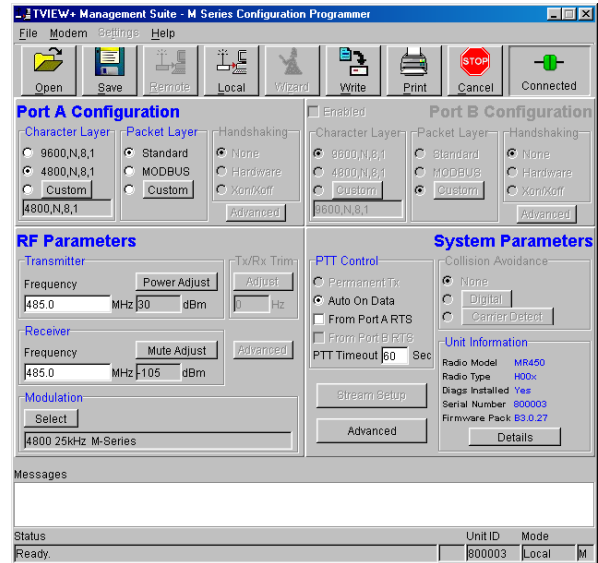 TVIEW+ Management Suite - M Series Configuration Programmer
File Modem Settings Help
Open Save Remote Local Wizard Write Print STOP Cancel Connected
Port A Configuration
Character Layer
9600,N,8,1
4800,N,8,1
Custom
4800,N,8,1
Packet Layer
Standard
MODBUS
Custom
Handshaking
None
Hardware
Xon/Xoff
Advanced
Enabled
Port B Configuration
Character Layer
9600,N,8,1
4800,N,8,1
Custom
9600,N,8,1
Packet Layer
Standard
MODBUS
Custom
Handshaking
None
Hardware
Xon/Xoff
Advanced
RF Parameters
Transmitter
Frequency Power Adjust
485.0 MHz 30 dBm
Tx/Rx Trim
Adjust
0 Hz
Receiver
Frequency Mute Adjust
485.0 MHz -105 dBm
Advanced
Modulation
Select
4800 25kHz M-Series
System Parameters
PTT Control
Permanent Tx
Auto On Data
From Port A RTS
From Port B RTS
PTT Timeout 60 Sec
Stream Setup
Advanced
Collision Avoidance
None
Digital
Carrier Detect
Unit Information
Radio Model MR450
Radio Type H00x
Diags Installed Yes
Serial Number 800003
Firmware Pack B3.0.27
Details
Messages
Status Unit ID Mode
Ready. 800003 Local M